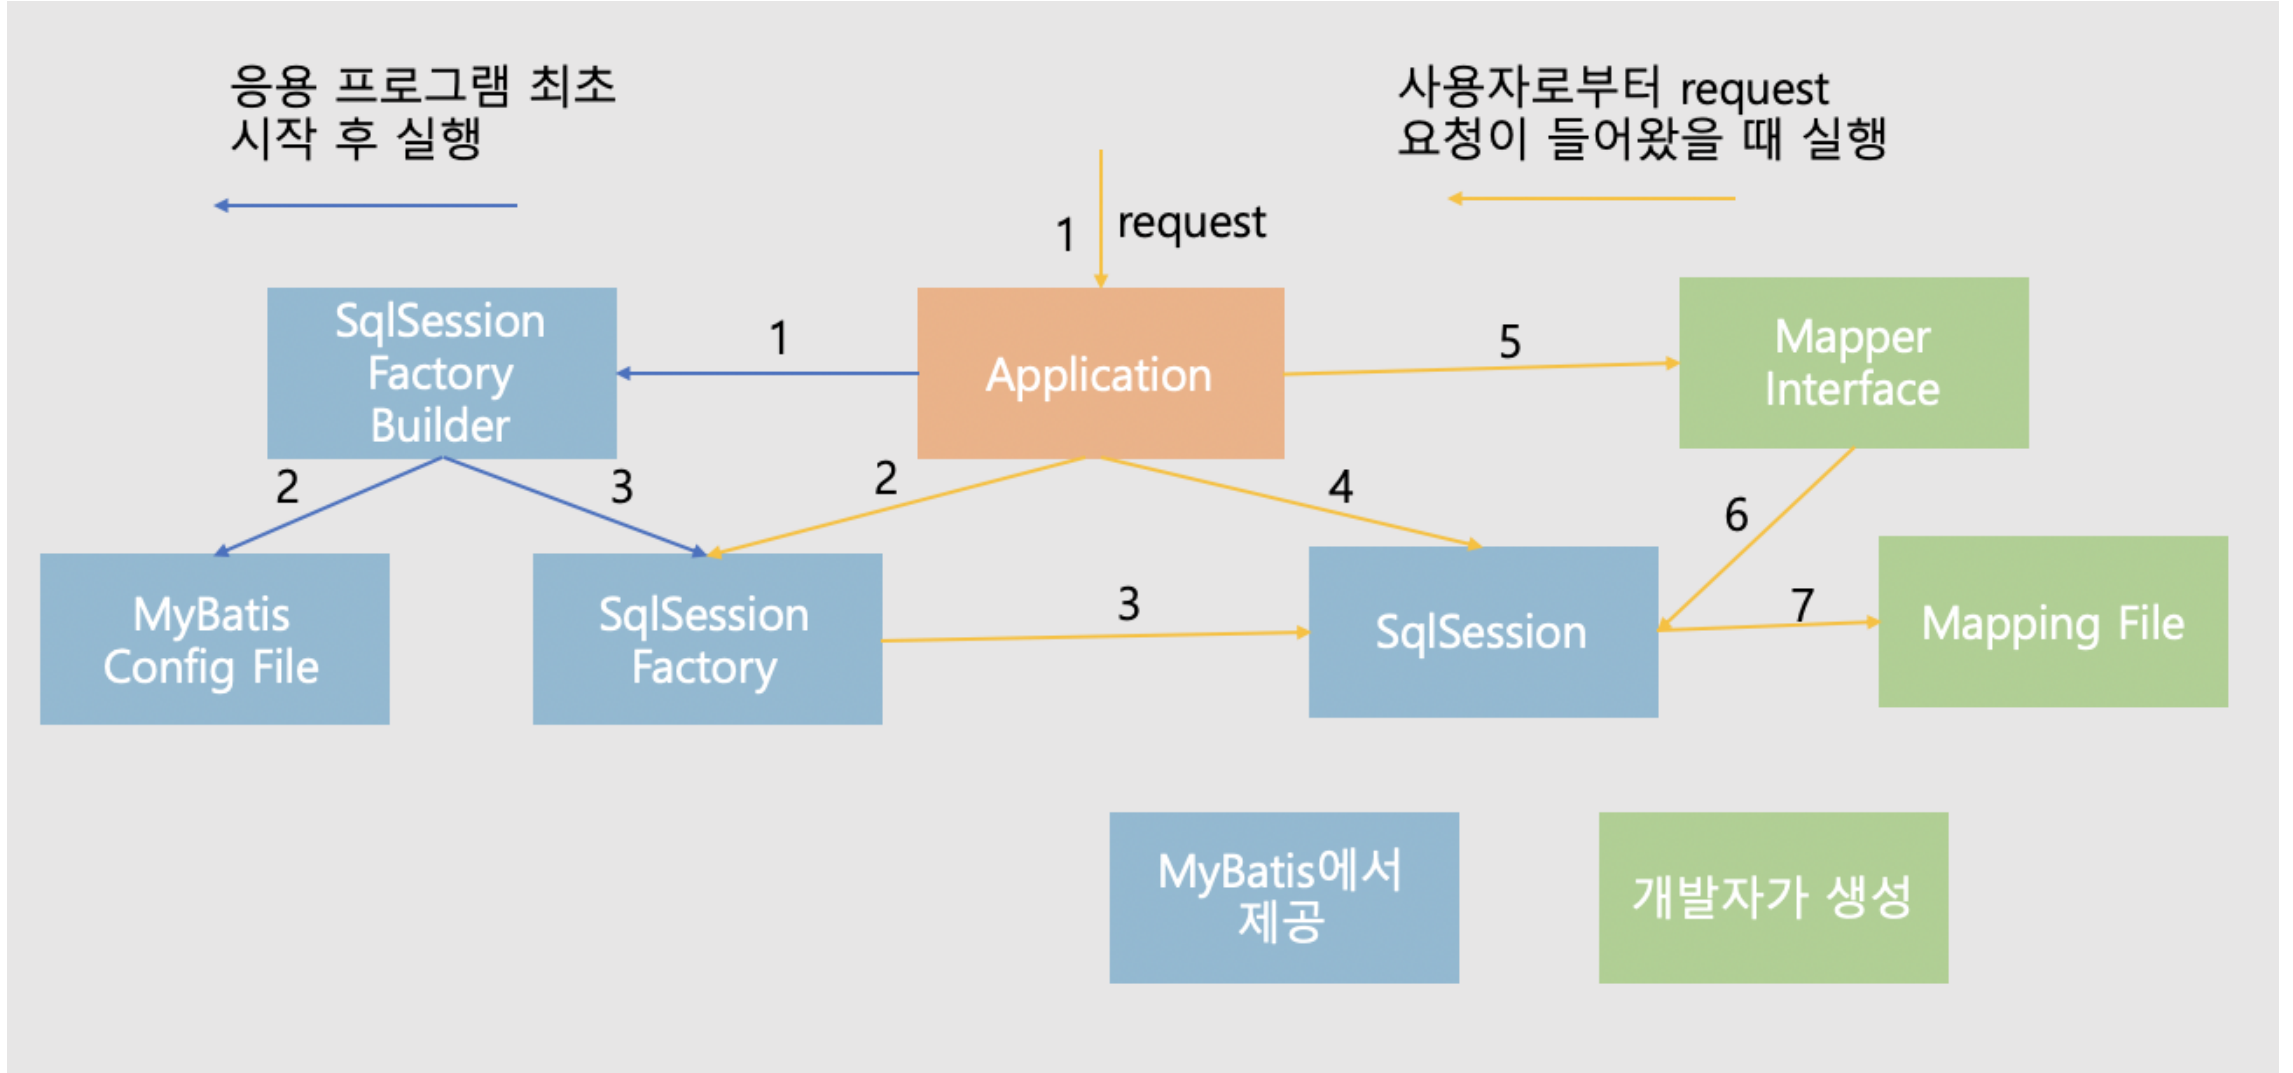 응용 프로그램 최초
시작 후 실행
사용자로부터 request
요청이 들어왔을 때 실행
1
request
SqlSession
Factory
Builder
1
Application
5
Mapper
Interface
2
3
2
4
6
MyBatis
Config File
SqlSession
Factory
3
SqlSession
7
Mapping File
MyBatis에서
제공
개발자가 생성